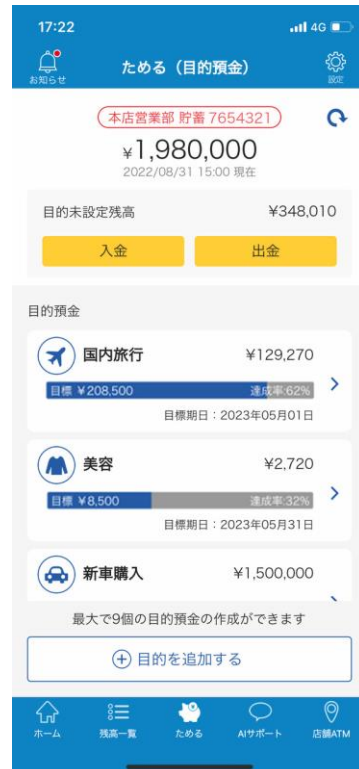 17:22
4G
お知らせ
ためる（目的預金）
設定
本店営業部 貯蓄 7654321
¥1,980,000
2022/08/31 15:00 現在
目的未設定残高 ¥348,010
入金 出金
目的預金
国内旅行 ¥129,270
目標 ¥208,500 達成率:62%
目標期日：2023年05月01日
美容 ¥2,720
目標 ¥8,500 達成率:32%
目標期日：2023年05月31日
新車購入 ¥1,500,000
最大で9個の目的預金の作成ができます
目的を追加する
ホーム 残高一覧 ためる AIサポート 店舗ATM